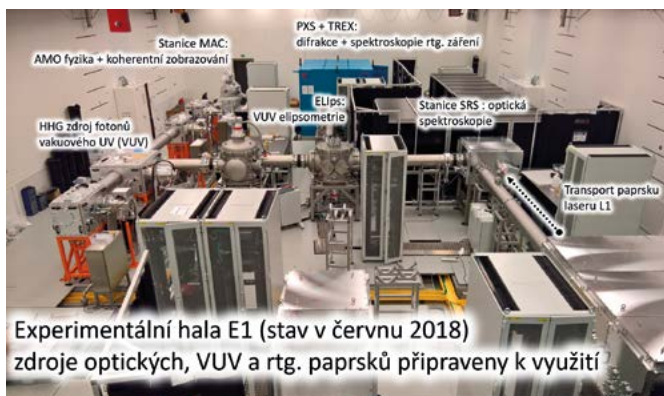 Stanice MAC:
AMO fyzika + koherentní zobrazování
PXS + TREX:
difrakce + spektroskopie rtg. záření
HHG zdroj fotonů
vakuového UV (VUV)
ELIps:
VUV elipsometrie
Stanice SRS : optická
spektroskopie
Transport paprsku
laseru L1
Experimentální hala E1 (stav v červnu 2018)
zdroje optických, VUV a rtg. paprsků připraveny k využití